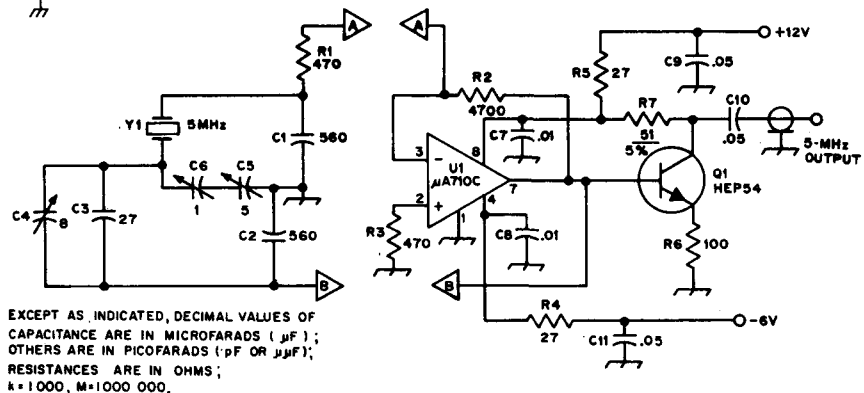 A
A
R1
470
Y1
5MHz
C1
560
C6
1
C5
5
C4
8
C3
27
C2
560
B
R2
4700
3
2
−
+
U1
μA710C
8
7
4
1
R3
470
C7
.01
C8
.01
B
R5
27
C9
.05
+12V
R7
51
5%
C10
.05
5-MHz
OUTPUT
Q1
HEP54
R6
100
R4
27
C11
.05
-6V
EXCEPT AS INDICATED, DECIMAL VALUES OF
CAPACITANCE ARE IN MICROFARADS (μF);
OTHERS ARE IN PICOFARADS (pF OR μμF);
RESISTANCES ARE IN OHMS;
k=1000, M=1000 000.